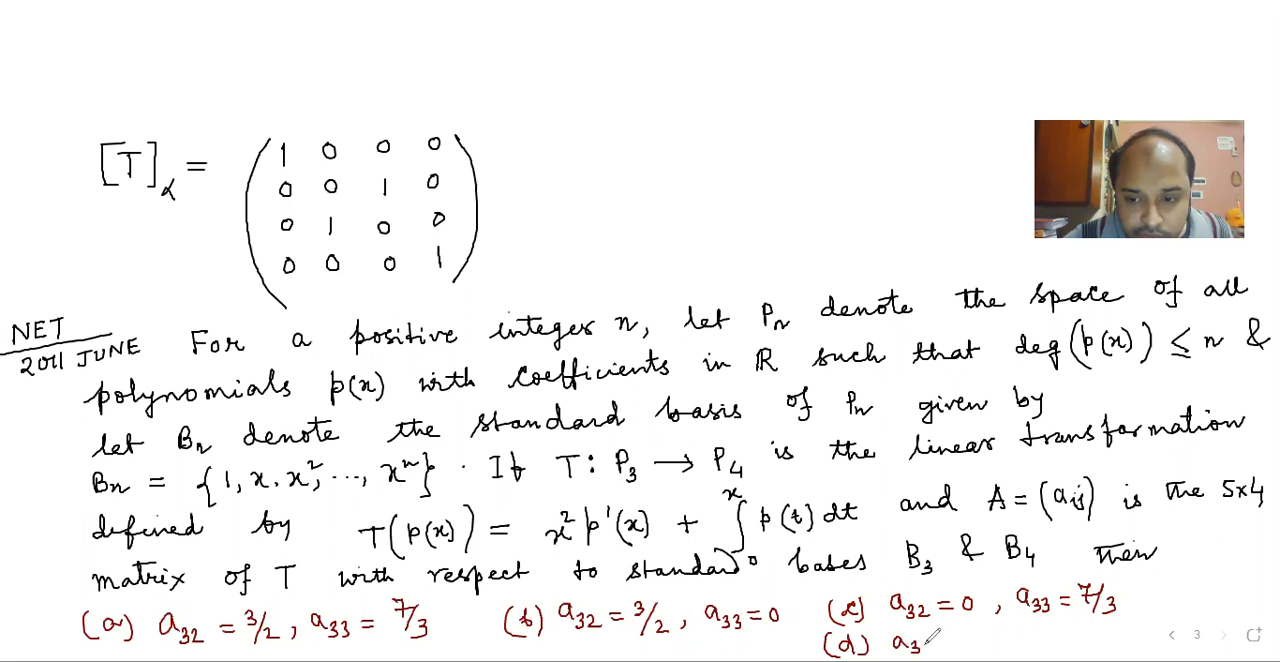 [T]α = ( 1 0 0 0
0 0 1 0
0 1 0 0
0 0 0 1 )
NET
2011 JUNE For a positive integer n, let Pn denote the space of all
polynomials p(x) with coefficients in ℝ such that deg(p(x)) ≤ n &
let Bn denote the standard basis of Pn given by
Bn = {1, x, x², ..., xⁿ}. If T: P₃ → P₄ is the linear transformation
defined by T(p(x)) = x² p'(x) + ∫₀ˣ p(t) dt and A = (aij) is the 5x4
matrix of T with respect to standard bases B₃ & B₄ then
(a) a₃₂ = 3/2, a₃₃ = 7/3 (b) a₃₂ = 3/2, a₃₃ = 0 (c) a₃₂ = 0, a₃₃ = 7/3
(d) a₃
< 3 >